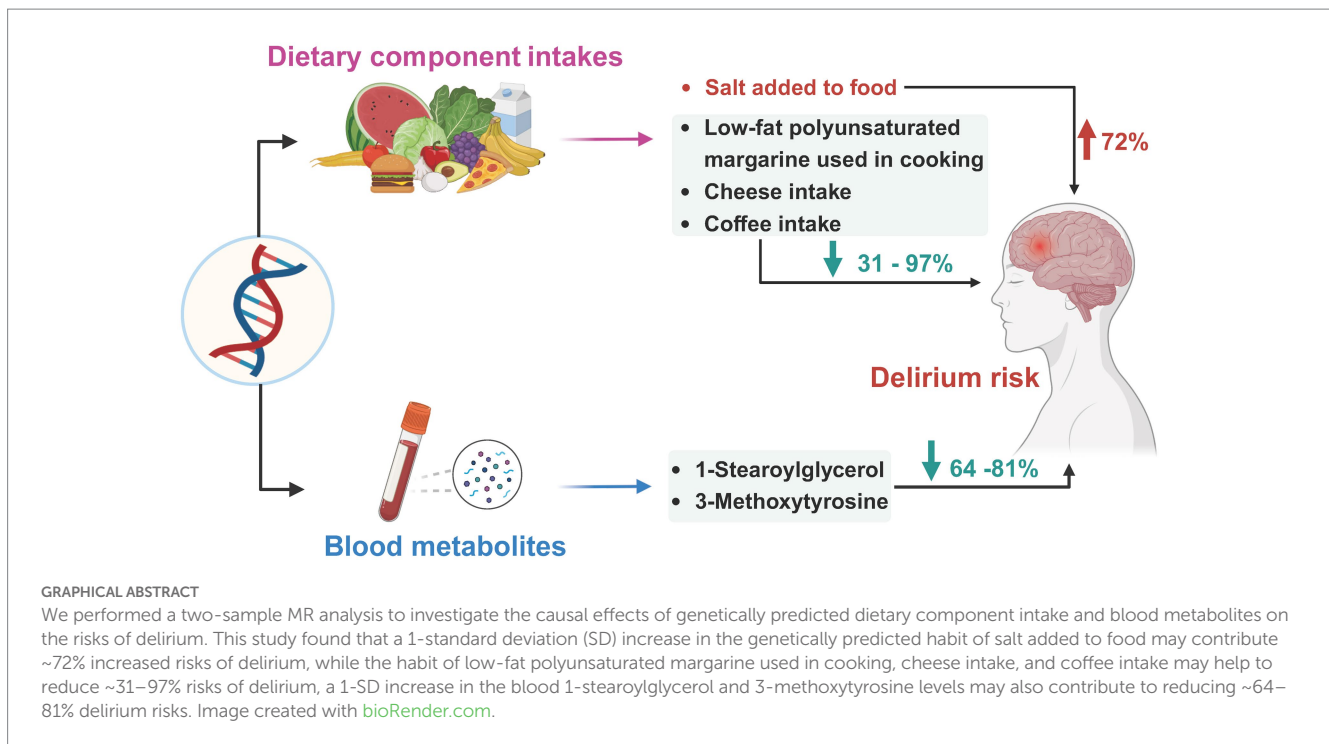 Dietary component intakes
• Salt added to food
72%
• Low-fat polyunsaturated
margarine used in cooking
• Cheese intake
• Coffee intake
31 - 97%
Delirium risk
• 1-Stearoylglycerol
• 3-Methoxytyrosine
64 -81%
Blood metabolites
GRAPHICAL ABSTRACT
We performed a two-sample MR analysis to investigate the causal effects of genetically predicted dietary component intake and blood metabolites on
the risks of delirium. This study found that a 1-standard deviation (SD) increase in the genetically predicted habit of salt added to food may contribute
~72% increased risks of delirium, while the habit of low-fat polyunsaturated margarine used in cooking, cheese intake, and coffee intake may help to
reduce ~31–97% risks of delirium, a 1-SD increase in the blood 1-stearoylglycerol and 3-methoxytyrosine levels may also contribute to reducing ~64–
81% delirium risks. Image created with bioRender.com.